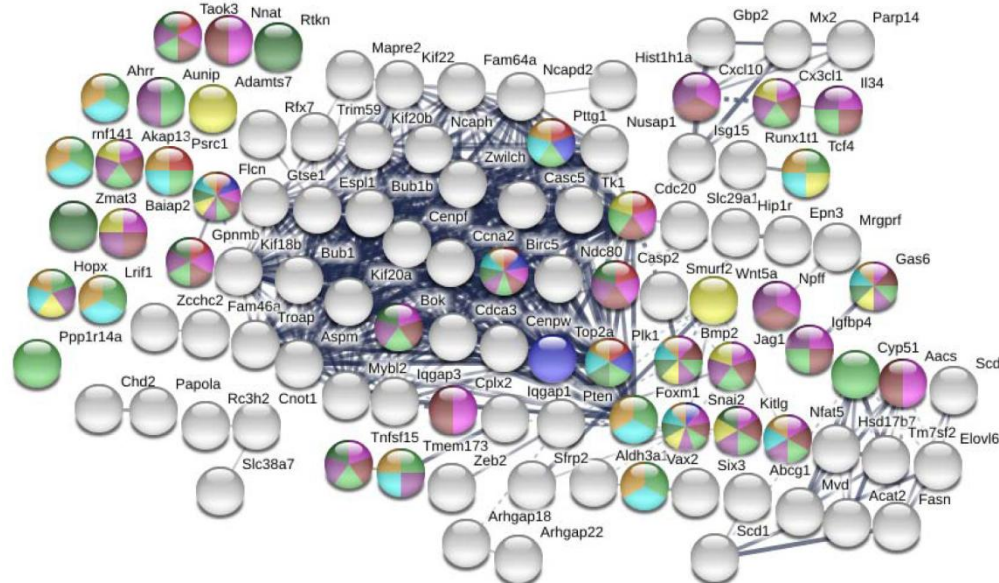 Taok3
Nnat
Rtkn
Gbp2
Mx2
Parp14
Mapre2
Kif22
Fam64a
Ncapd2
Hist1h1a
Cxcl10
Cx3cl1
Il34
Ahrr
Aunip
Adamts7
Rfx7
Trim59
Kif20b
Ncaph
Pttg1
Nusap1
Isg15
Runx1t1
Tcf4
rnf141
Akap13
Psrc1
Flcn
Gtse1
Espl1
Bub1b
Zwilch
Casc5
Tk1
Cdc20
Slc29a1
Hip1r
Epn3
Mrgprf
Zmat3
Baiap2
Gpnmb
Kif18b
Bub1
Cenpf
Ccna2
Birc5
Ndc80
Casp2
Smurf2
Wnt5a
Npff
Gas6
Hopx
Lrif1
Zcchc2
Fam46a
Troap
Kif20a
Bok
Cdca3
Cenpw
Top2a
Plk1
Bmp2
Jag1
Igfbp4
Ppp1r14a
Aspm
Mybl2
Iqgap3
Cplx2
Iqgap1
Pten
Foxm1
Snai2
Kitlg
Nfat5
Cyp51
Aacs
Scd
Chd2
Papola
Rc3h2
Cnot1
Tnfsf15
Tmem173
Zeb2
Sfrp2
Aldh3a1
Vax2
Six3
Abcg1
Hsd17b7
Tm7sf2
Elovl6
Slc38a7
Arhgap18
Arhgap22
Scd1
Mvd
Acat2
Fasn